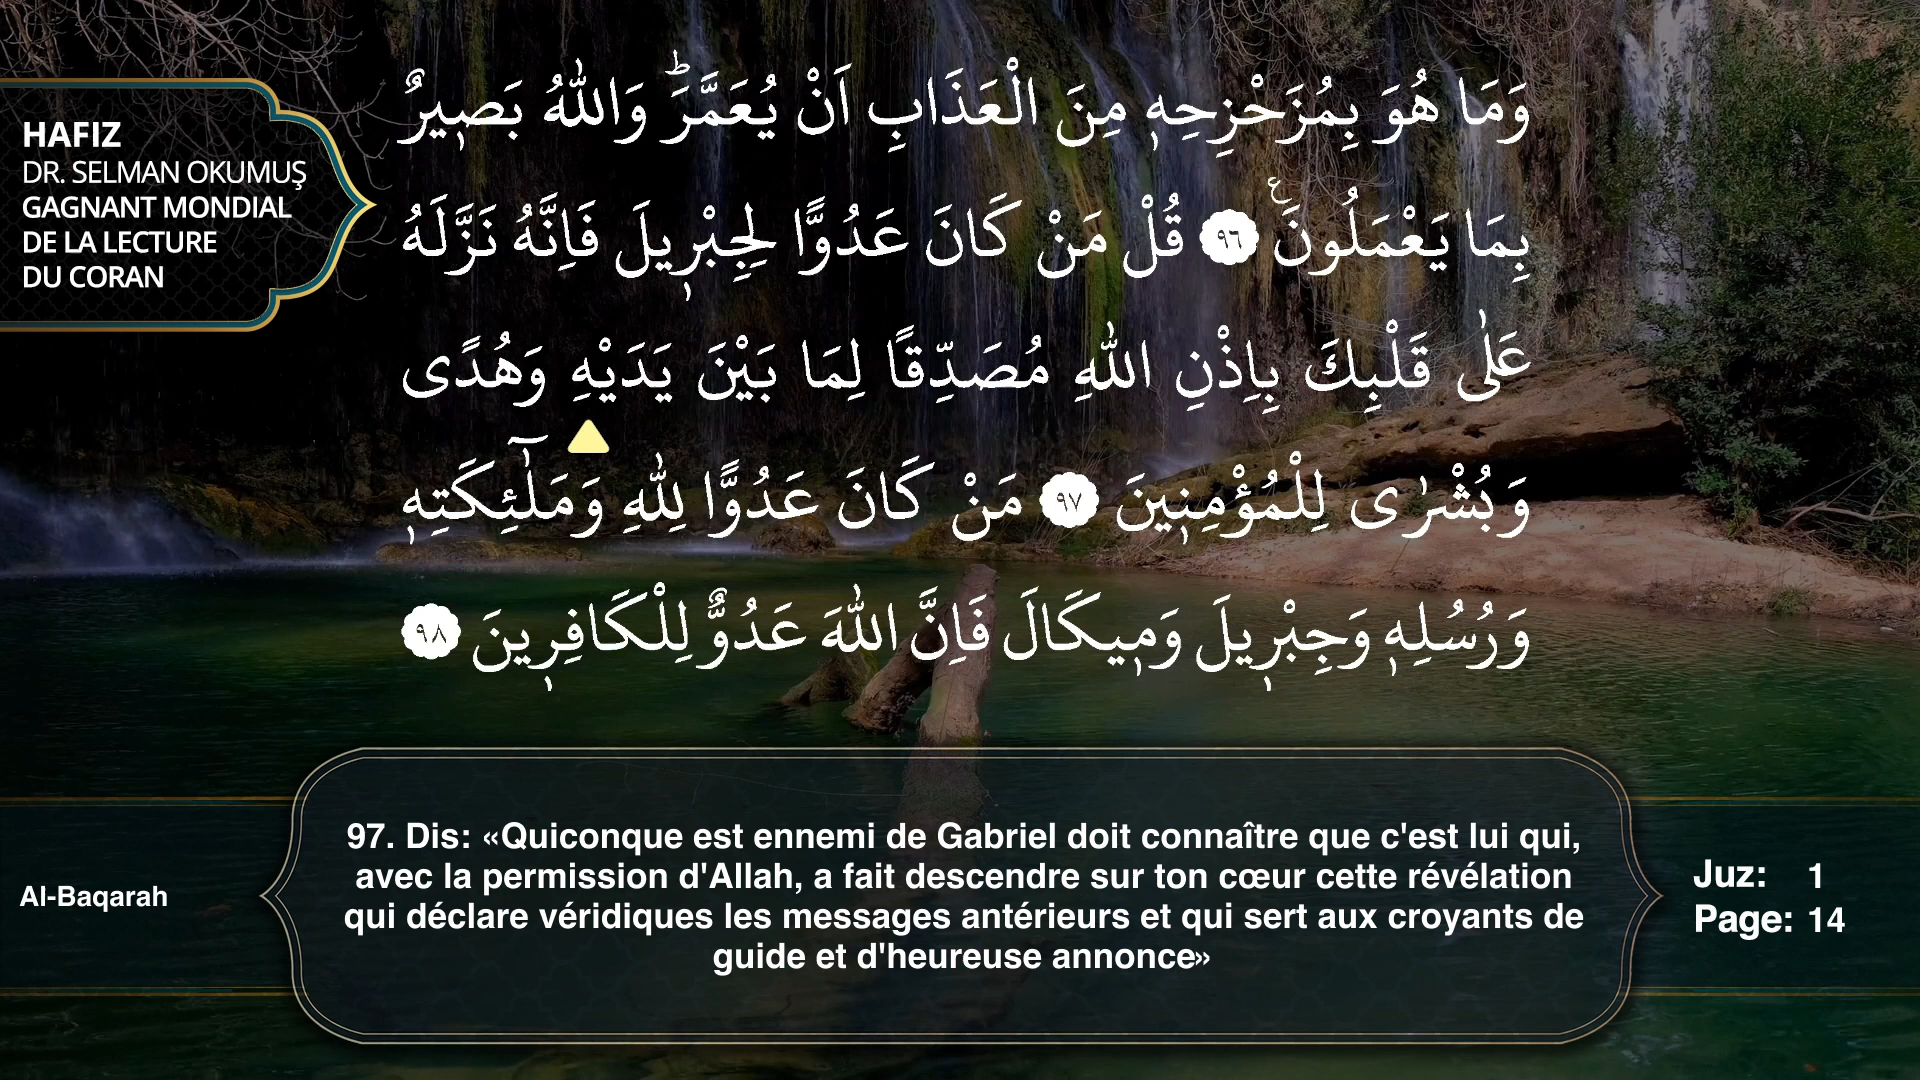 HAFIZ
DR. SELMAN OKUMUŞ
GAGNANT MONDIAL
DE LA LECTURE
DU CORAN
وَمَا هُوَ بِمُزَحْزِحِهٖ مِنَ الْعَذَابِ اَنْ يُعَمَّرَؕ وَاللّٰهُ بَصٖيرٌ
بِمَا يَعْمَلُونَࣖ ﴿٩٦﴾ قُلْ مَنْ كَانَ عَدُوًّا لِجِبْرٖيلَ فَاِنَّهُ نَزَّلَهُ
عَلٰى قَلْبِكَ بِاِذْنِ اللّٰهِ مُصَدِّقًا لِمَا بَيْنَ يَدَيْهِ وَهُدًى
وَبُشْرٰى لِلْمُؤْمِنٖينَ ﴿٩٧﴾ مَنْ كَانَ عَدُوًّا لِلّٰهِ وَمَلٰٓئِكَتِهٖ
وَرُسُلِهٖ وَجِبْرٖيلَ وَمٖيكَالَ فَاِنَّ اللّٰهَ عَدُوٌّ لِلْكَافِرٖينَ ﴿٩٨﴾
97. Dis: «Quiconque est ennemi de Gabriel doit connaître que c'est lui qui,
avec la permission d'Allah, a fait descendre sur ton cœur cette révélation
qui déclare véridiques les messages antérieurs et qui sert aux croyants de
guide et d'heureuse annonce»
Al-Baqarah
Juz: 1
Page: 14